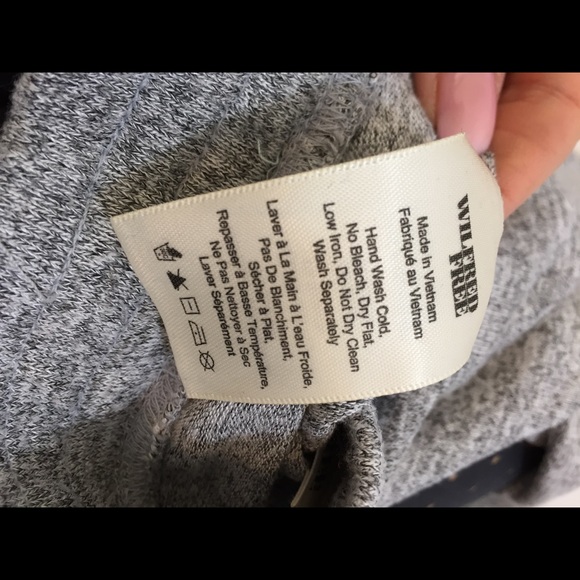 WILFRED
FREE
Made in Vietnam
Fabriqué au Vietnam
Hand Wash Cold,
No Bleach, Dry Flat,
Low Iron, Do Not Dry Clean
Wash Separately
Laver à La Main à L'eau Froide,
Pas De Blanchiment,
Sécher à Plat,
Repasser à Basse Température,
Ne Pas Nettoyer à Sec
Laver Séparément